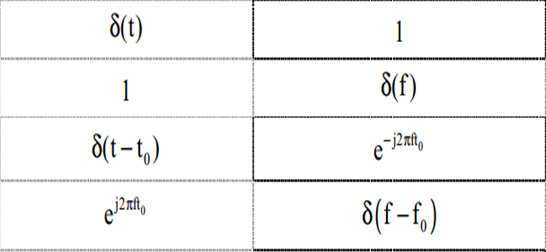 δ(t) 1
1 δ(f)
δ(t−t₀) e^{−j2πft₀}
e^{j2πft₀} δ(f−f₀)